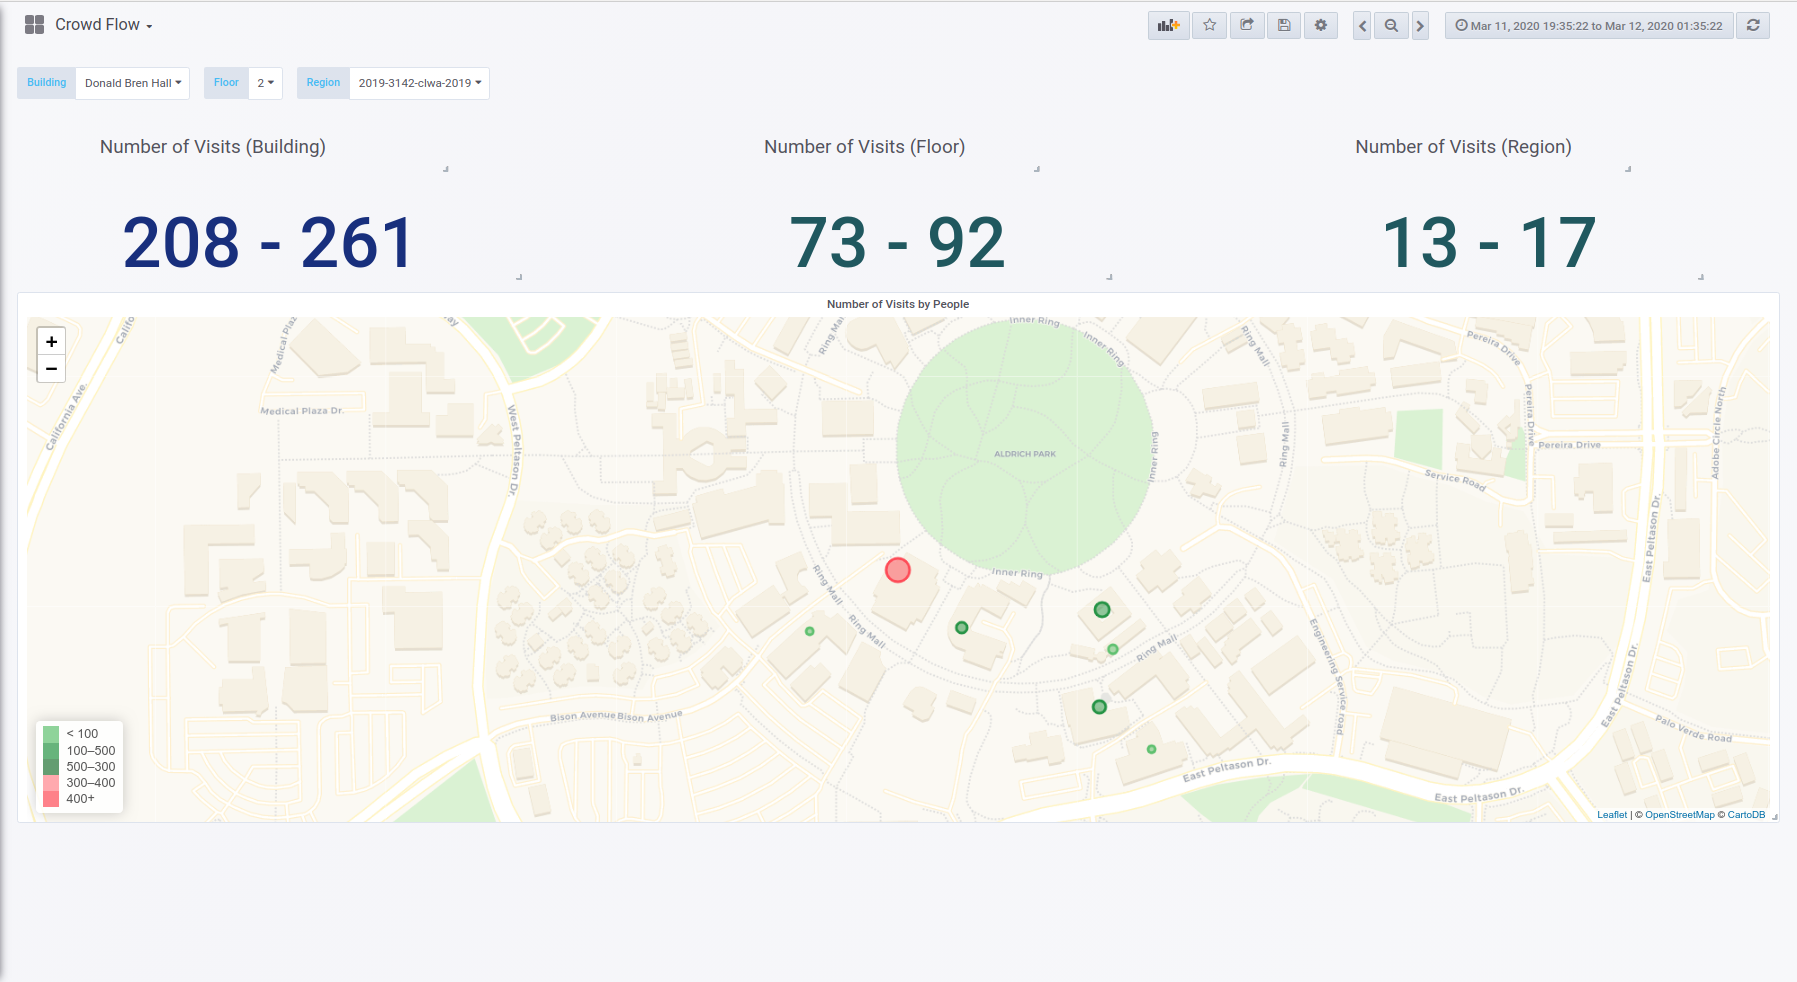 Crowd Flow
Mar 11, 2020 19:35:22 to Mar 12, 2020 01:35:22
Building Donald Bren Hall Floor 2 Region 2019-3142-clwa-2019
Number of Visits (Building)
Number of Visits (Floor)
Number of Visits (Region)
208 - 261
73 - 92
13 - 17
Number of Visits by People
+
−
California Ave.
Medical Plaza Dr.
West Peltason Dr.
Inner Ring
Inner Ring
Ring Mall
Pereira Drive
Pereira Drive
Pereira Drive
Adobe Circle North
Inner Ring
Ring Mall
ALDRICH PARK
Service Road
East Peltason Dr.
Inner Ring
Ring Mall
Ring Mall
Ring Mall
Engineering Service road
East Peltason Dr.
Bison Avenue Bison Avenue
Palo Verde Road
East Peltason Dr.
East Peltason Dr.
< 100
100–500
500–300
300–400
400+
Leaflet | © OpenStreetMap © CartoDB